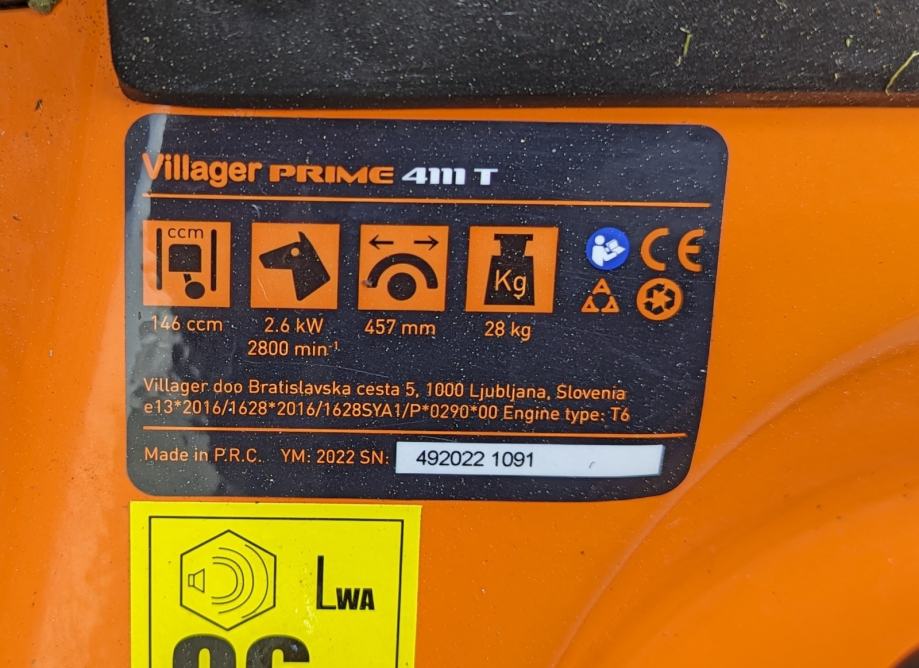 Villager PRIME 4111 T
ccm
Kg
CE
146 ccm 2.6 kW 457 mm 28 kg
2800 min⁻¹
Villager doo Bratislavska cesta 5, 1000 Ljubljana, Slovenia
e13*2016/1628*2016/1628SYA1/P*0290*00 Engine type: T6
Made in P.R.C. YM: 2022 SN: 492022 1091
LWA